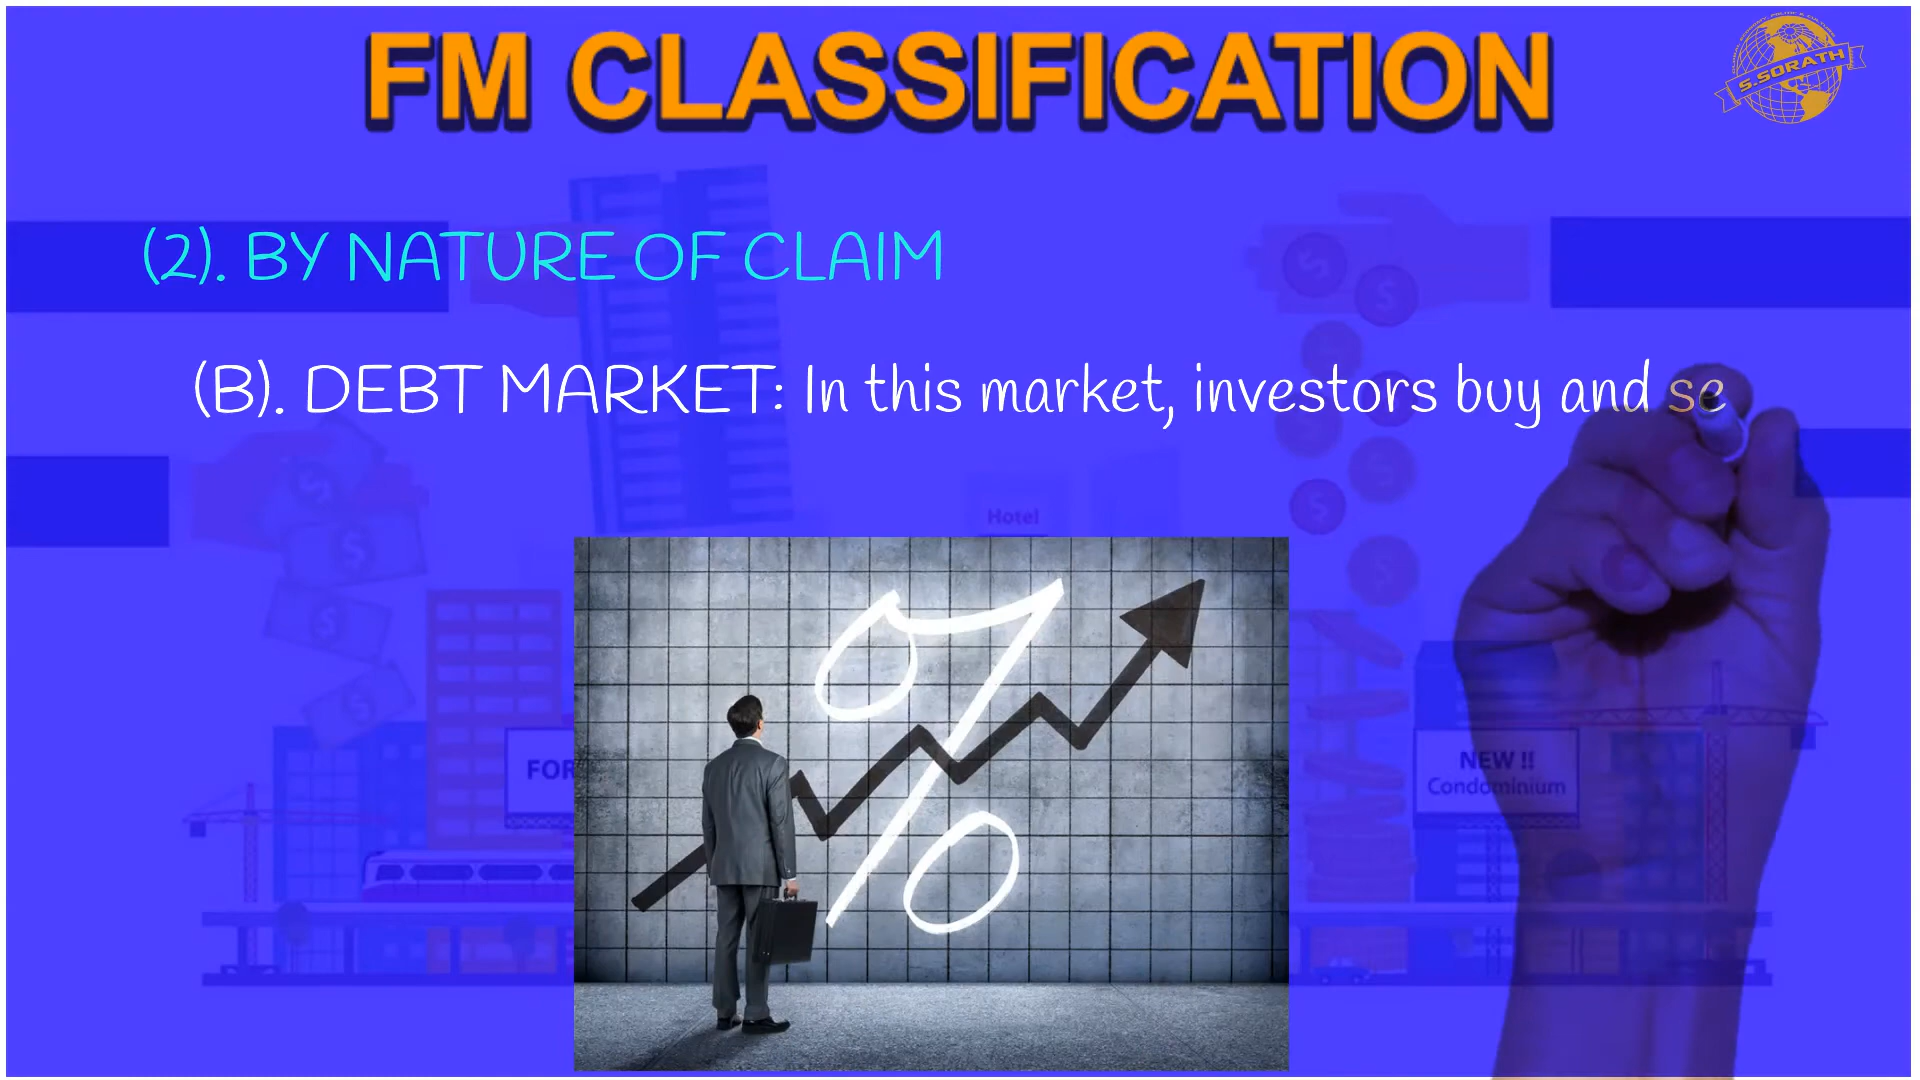 FM CLASSIFICATION
S.SORATH
(2). BY NATURE OF CLAIM
(B). DEBT MARKET: In this market, investors buy and se
Hotel
FOR
NEW !!
Condominium
%